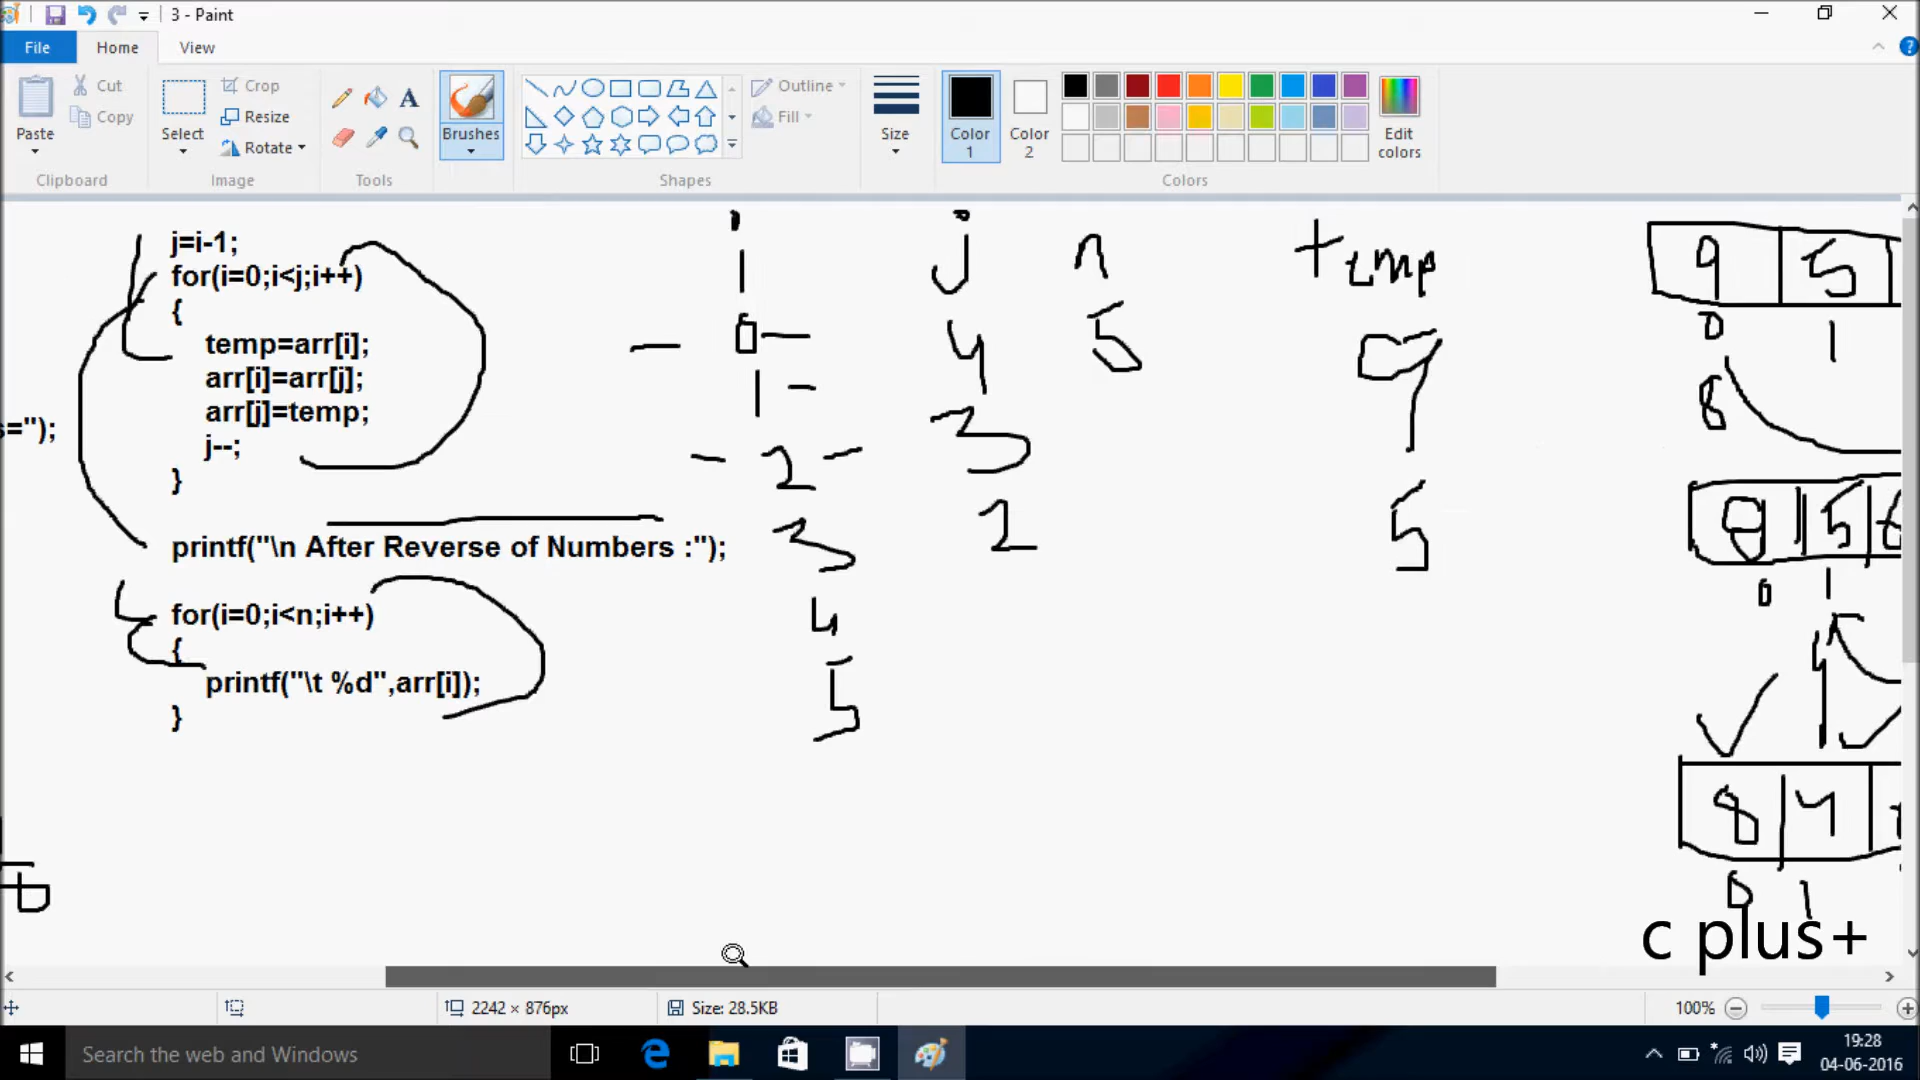 3 - Paint
File Home View
Paste Cut Copy Select Crop Resize Rotate Brushes Outline Fill Size Color 1 Color 2 Edit colors
Clipboard Image Tools Shapes Colors
j=i-1;
for(i=0;i<j;i++)
{
temp=arr[i];
arr[i]=arr[j];
s=");
arr[j]=temp;
j--;
}
printf("\n After Reverse of Numbers :");
for(i=0;i<n;i++)
{
printf("\t %d",arr[i]);
}
i j n temp
0 4 5 9
1 3 5
2 2
3
4
5
9 5
0 1
8
5
0 1
4
8 4
0 1
8
c plus+
2242 × 876px Size: 28.5KB 100%
Search the web and Windows
19:28
04-06-2016